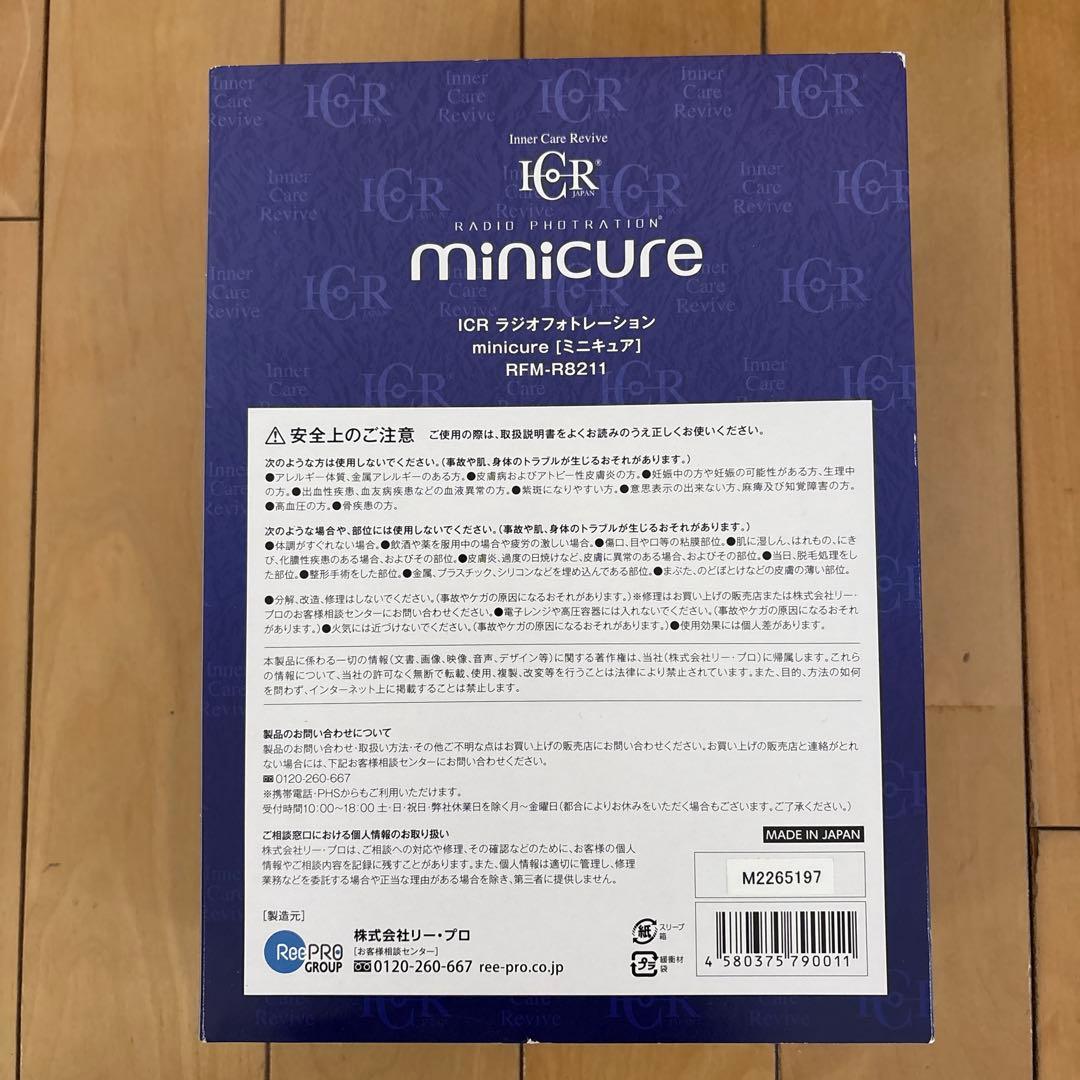 Inner Care Revive
ICR®
JAPAN
RADIO PHOTRATION®
minicure
ICR ラジオフォトレーション
minicure [ミニキュア]
RFM-R8211
安全上のご注意 ご使用の際は、取扱説明書をよくお読みのうえ正しくお使いください。
次のような方は使用しないでください。(事故や肌、身体のトラブルが生じるおそれがあります。)
●アレルギー体質、金属アレルギーのある方。●皮膚病およびアトピー性皮膚炎の方。●妊娠中の方や妊娠の可能性がある方、生理中
の方。●出血性疾患、血友病疾患などの血液異常の方。●紫斑になりやすい方。●意思表示の出来ない方、麻痺及び知覚障害の方。
●高血圧の方。●骨疾患の方。
次のような場合や、部位には使用しないでください。(事故や肌、身体のトラブルが生じるおそれがあります。)
●体調がすぐれない場合。●飲酒や薬を服用中の場合や疲労の激しい場合。●傷口、目や口等の粘膜部位。●肌に湿しん、はれもの、にき
び、化膿性疾患のある場合、およびその部位。●皮膚炎、過度の日焼けなど、皮膚に異常のある場合、およびその部位。●当日、脱毛処理をし
た部位。●整形手術をした部位。●金属、プラスチック、シリコンなどを埋め込んである部位。●まぶた、のどぼとけなどの皮膚の薄い部位。
●分解、改造、修理はしないでください。(事故やケガの原因になるおそれがあります。)※修理はお買い上げの販売店または株式会社リー・
プロのお客様相談センターにお問い合わせください。●電子レンジや高圧容器には入れないでください。(事故やケガの原因になるおそれ
があります。)●火気には近づけないでください。(事故やケガの原因になるおそれがあります。)●使用効果には個人差があります。
本製品に係わる一切の情報(文書、画像、映像、音声、デザイン等)に関する著作権は、当社(株式会社リー・プロ)に帰属します。これら
の情報について、当社の許可なく無断で転載、使用、複製、改変等を行うことは法律により禁止されています。また、目的、方法の如何
を問わず、インターネット上に掲載することは禁止します。
製品のお問い合わせについて
製品のお問い合わせ・取扱い方法・その他ご不明な点はお買い上げの販売店にお問い合わせください。お買い上げの販売店と連絡がとれ
ない場合には、下記お客様相談センターにお問い合わせください。
0120-260-667
※携帯電話・PHSからもご利用いただけます。
受付時間10:00～18:00 土・日・祝日・弊社休業日を除く月～金曜日(都合によりお休みをいただく場合もございます。ご了承ください。)
ご相談窓口における個人情報のお取り扱い
株式会社リー・プロは、ご相談への対応や修理、その確認などのために、お客様の個人
情報やご相談内容を記録に残すことがあります。また、個人情報は適切に管理し、修理
業務などを委託する場合や正当な理由がある場合を除き、第三者に提供しません。
MADE IN JAPAN
M2265197
[製造元]
ReePRO
GROUP
株式会社リー・プロ
[お客様相談センター]
0120-260-667 ree-pro.co.jp
紙 スリーブ
箱
プラ 緩衝材
袋
4 580375 790011